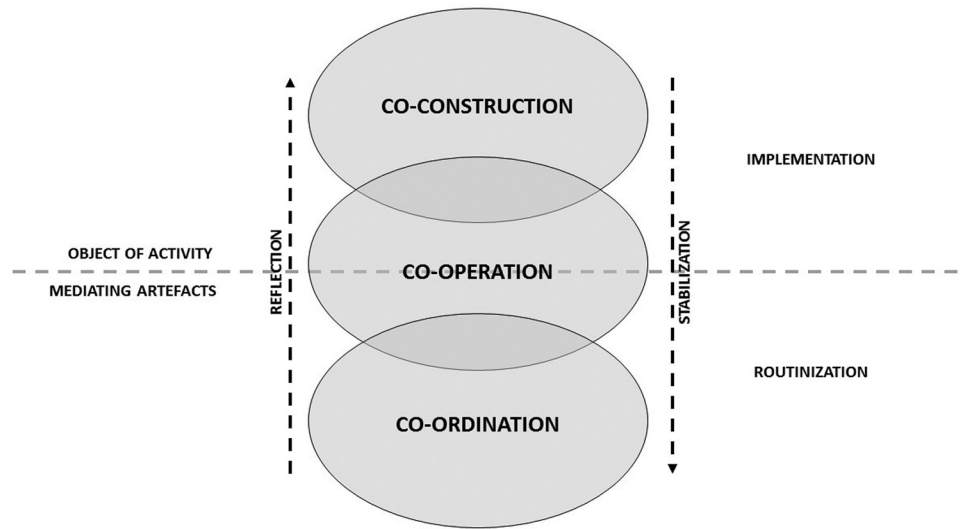 CO-CONSTRUCTION
IMPLEMENTATION
OBJECT OF ACTIVITY
REFLECTION
CO-OPERATION
STABILIZATION
MEDIATING ARTEFACTS
ROUTINIZATION
CO-ORDINATION